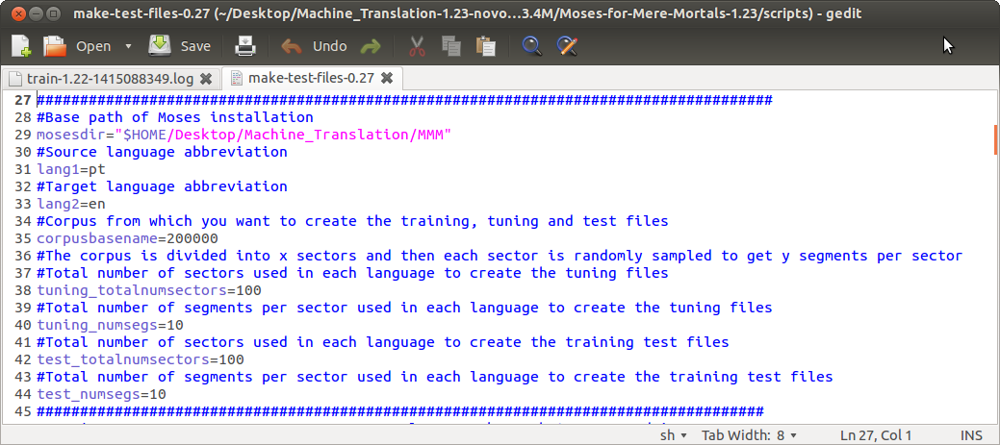 make-test-files-0.27 (~/Desktop/Machine_Translation-1.23-novo...3.4M/Moses-for-Mere-Mortals-1.23/scripts) - gedit
Open Save Undo
train-1.22-1415088349.log make-test-files-0.27
27 #####################################################################################
28 #Base path of Moses installation
29 mosesdir="$HOME/Desktop/Machine_Translation/MMM"
30 #Source language abbreviation
31 lang1=pt
32 #Target language abbreviation
33 lang2=en
34 #Corpus from which you want to create the training, tuning and test files
35 corpusbasename=200000
36 #The corpus is divided into x sectors and then each sector is randomly sampled to get y segments per sector
37 #Total number of sectors used in each language to create the tuning files
38 tuning_totalnumsectors=100
39 #Total number of segments per sector used in each language to create the tuning files
40 tuning_numsegs=10
41 #Total number of sectors used in each language to create the training test files
42 test_totalnumsectors=100
43 #Total number of segments per sector used in each language to create the training test files
44 test_numsegs=10
45 ####################################################################################
sh Tab Width: 8 Ln 27, Col 1 INS